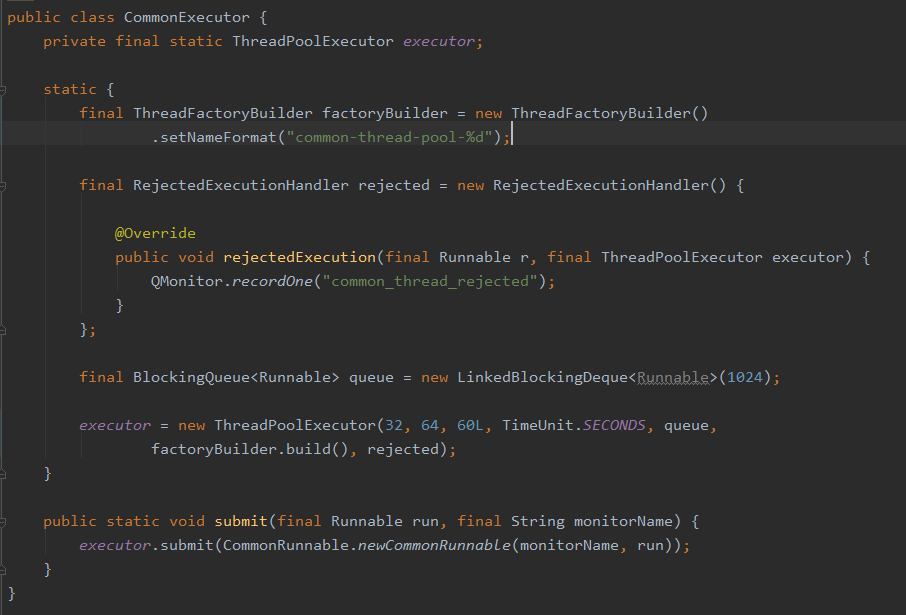 public class CommonExecutor {
    private final static ThreadPoolExecutor executor;
    static {
        final ThreadFactoryBuilder factoryBuilder = new ThreadFactoryBuilder()
                .setNameFormat("common-thread-pool-%d");
        final RejectedExecutionHandler rejected = new RejectedExecutionHandler() {
            @Override
            public void rejectedExecution(final Runnable r, final ThreadPoolExecutor executor) {
                QMonitor.recordOne("common_thread_rejected");
            }
        };
        final BlockingQueue<Runnable> queue = new LinkedBlockingDeque<Runnable>(1024);
        executor = new ThreadPoolExecutor(32, 64, 60L, TimeUnit.SECONDS, queue,
                factoryBuilder.build(), rejected);
    }
    public static void submit(final Runnable run, final String monitorName) {
        executor.submit(CommonRunnable.newCommonRunnable(monitorName, run));
    }
}